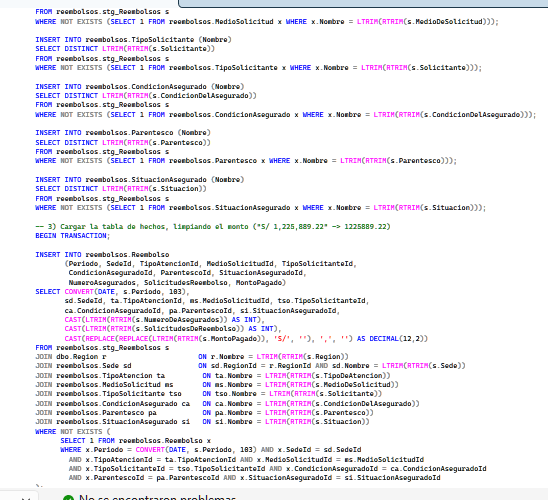 FROM reembolsos.stg_Reembolsos s
WHERE NOT EXISTS (SELECT 1 FROM reembolsos.MedioSolicitud x WHERE x.Nombre = LTRIM(RTRIM(s.MedioDeSolicitud)));
INSERT INTO reembolsos.TipoSolicitante (Nombre)
SELECT DISTINCT LTRIM(RTRIM(s.Solicitante))
FROM reembolsos.stg_Reembolsos s
WHERE NOT EXISTS (SELECT 1 FROM reembolsos.TipoSolicitante x WHERE x.Nombre = LTRIM(RTRIM(s.Solicitante)));
INSERT INTO reembolsos.CondicionAsegurado (Nombre)
SELECT DISTINCT LTRIM(RTRIM(s.CondicionDelAsegurado))
FROM reembolsos.stg_Reembolsos s
WHERE NOT EXISTS (SELECT 1 FROM reembolsos.CondicionAsegurado x WHERE x.Nombre = LTRIM(RTRIM(s.CondicionDelAsegurado)));
INSERT INTO reembolsos.Parentesco (Nombre)
SELECT DISTINCT LTRIM(RTRIM(s.Parentesco))
FROM reembolsos.stg_Reembolsos s
WHERE NOT EXISTS (SELECT 1 FROM reembolsos.Parentesco x WHERE x.Nombre = LTRIM(RTRIM(s.Parentesco)));
INSERT INTO reembolsos.SituacionAsegurado (Nombre)
SELECT DISTINCT LTRIM(RTRIM(s.Situacion))
FROM reembolsos.stg_Reembolsos s
WHERE NOT EXISTS (SELECT 1 FROM reembolsos.SituacionAsegurado x WHERE x.Nombre = LTRIM(RTRIM(s.Situacion)));
-- 3) Cargar la tabla de hechos, limpiando el monto ("S/ 1,225,889.22" -> 1225889.22)
BEGIN TRANSACTION;
INSERT INTO reembolsos.Reembolso
(Periodo, SedeId, TipoAtencionId, MedioSolicitudId, TipoSolicitanteId,
CondicionAseguradoId, ParentescoId, SituacionAseguradoId,
NumeroAsegurados, SolicitudesReembolso, MontoPagado)
SELECT CONVERT(DATE, s.Periodo, 103),
sd.SedeId, ta.TipoAtencionId, ms.MedioSolicitudId, tso.TipoSolicitanteId,
ca.CondicionAseguradoId, pa.ParentescoId, si.SituacionAseguradoId,
CAST(LTRIM(RTRIM(s.NumeroDeAsegurados)) AS INT),
CAST(LTRIM(RTRIM(s.SolicitudesDeReembolso)) AS INT),
CAST(REPLACE(REPLACE(LTRIM(RTRIM(s.MontoPagado)), 'S/', ''), ',', '') AS DECIMAL(12,2))
FROM reembolsos.stg_Reembolsos s
JOIN dbo.Region r ON r.Nombre = LTRIM(RTRIM(s.Region))
JOIN reembolsos.Sede sd ON sd.RegionId = r.RegionId AND sd.Nombre = LTRIM(RTRIM(s.Sede))
JOIN reembolsos.TipoAtencion ta ON ta.Nombre = LTRIM(RTRIM(s.TipoDeAtencion))
JOIN reembolsos.MedioSolicitud ms ON ms.Nombre = LTRIM(RTRIM(s.MedioDeSolicitud))
JOIN reembolsos.TipoSolicitante tso ON tso.Nombre = LTRIM(RTRIM(s.Solicitante))
JOIN reembolsos.CondicionAsegurado ca ON ca.Nombre = LTRIM(RTRIM(s.CondicionDelAsegurado))
JOIN reembolsos.Parentesco pa ON pa.Nombre = LTRIM(RTRIM(s.Parentesco))
JOIN reembolsos.SituacionAsegurado si ON si.Nombre = LTRIM(RTRIM(s.Situacion))
WHERE NOT EXISTS (
SELECT 1 FROM reembolsos.Reembolso x
WHERE x.Periodo = CONVERT(DATE, s.Periodo, 103) AND x.SedeId = sd.SedeId
AND x.TipoAtencionId = ta.TipoAtencionId AND x.MedioSolicitudId = ms.MedioSolicitudId
AND x.TipoSolicitanteId = tso.TipoSolicitanteId AND x.CondicionAseguradoId = ca.CondicionAseguradoId
AND x.ParentescoId = pa.ParentescoId AND x.SituacionAseguradoId = si.SituacionAseguradoId
);
No se encontraron problemas